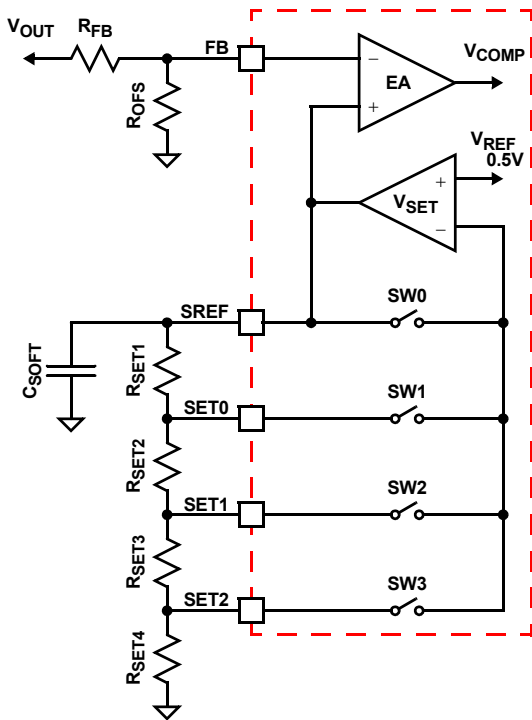 VOUT
RFB
FB
ROFS
−
+
EA
VCOMP
VREF
0.5V
+
−
VSET
SREF
SW0
CSOFT
RSET1
SET0
SW1
RSET2
SET1
SW2
RSET3
SET2
SW3
RSET4